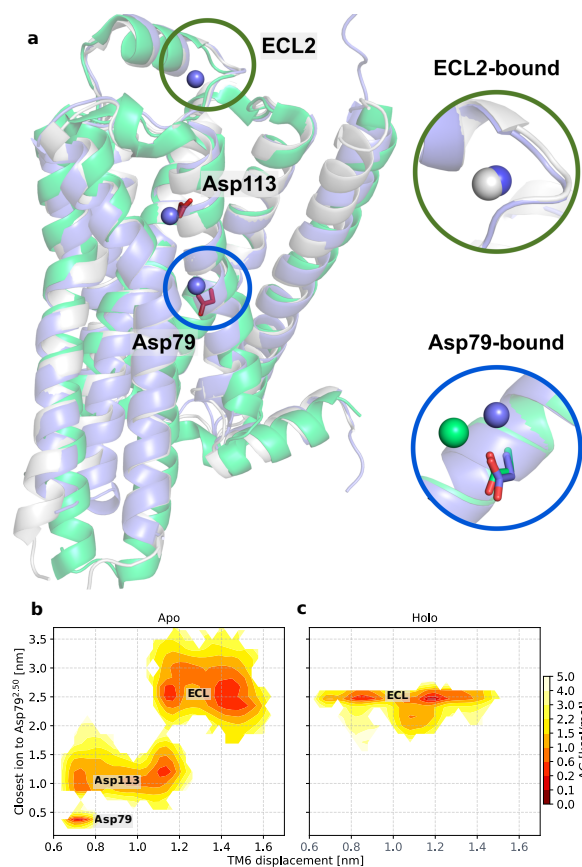 a
ECL2
ECL2-bound
Asp113
Asp79
Asp79-bound
b
Apo
c
Holo
Closest ion to Asp79²·⁵⁰ [nm]
3.5
3.0
2.5
2.0
1.5
1.0
0.5
ECL
Asp113
Asp79
ECL
5.0
4.0
3.0
2.2
1.5
1.0
0.6
0.2
0.1
0.0
0.6 0.8 1.0 1.2 1.4 1.6
0.6 0.8 1.0 1.2 1.4 1.6
TM6 displacement [nm]